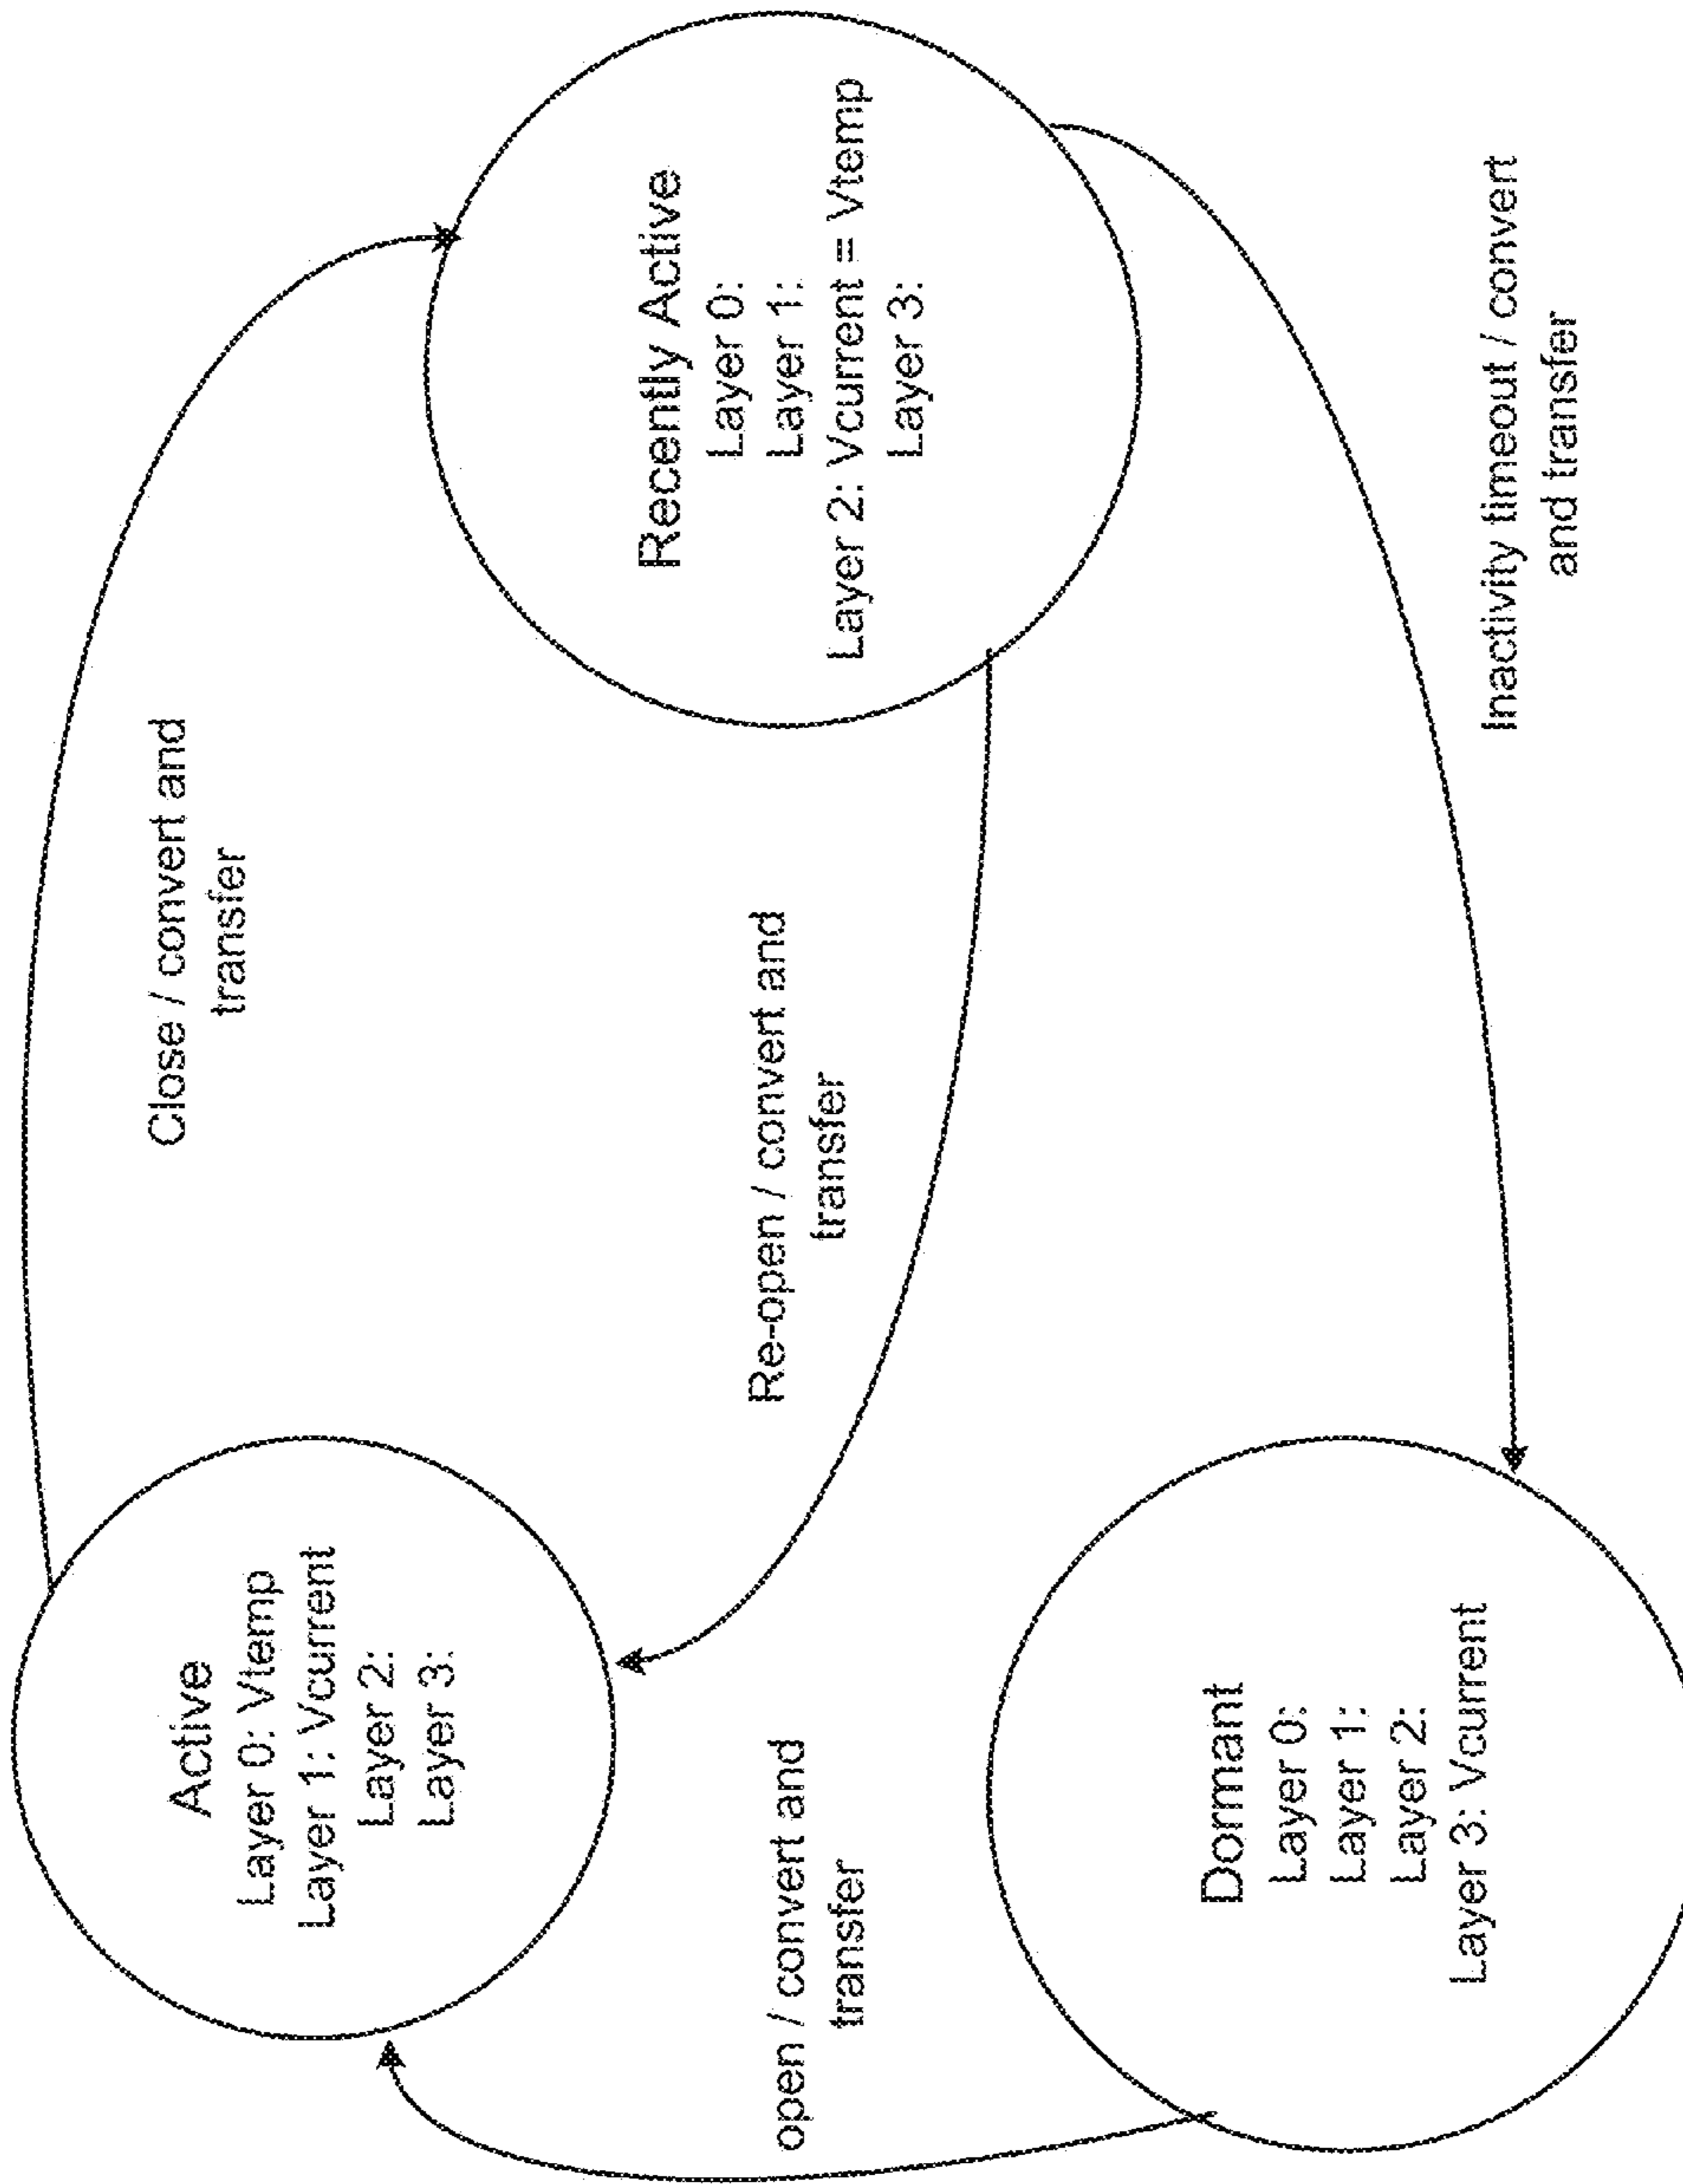 Active
Layer 0: Vtemp
Layer 1: Vcurrent
Layer 2:
Layer 3:
Close / convert and
transfer
Recently Active
Layer 0:
Layer 1:
Layer 2: Vcurrent = Vtemp
Layer 3:
Re-open / convert and
transfer
open / convert and
transfer
Dormant
Layer 0:
Layer 1:
Layer 2:
Layer 3: Vcurrent
Inactivity timeout / convert
and transfer